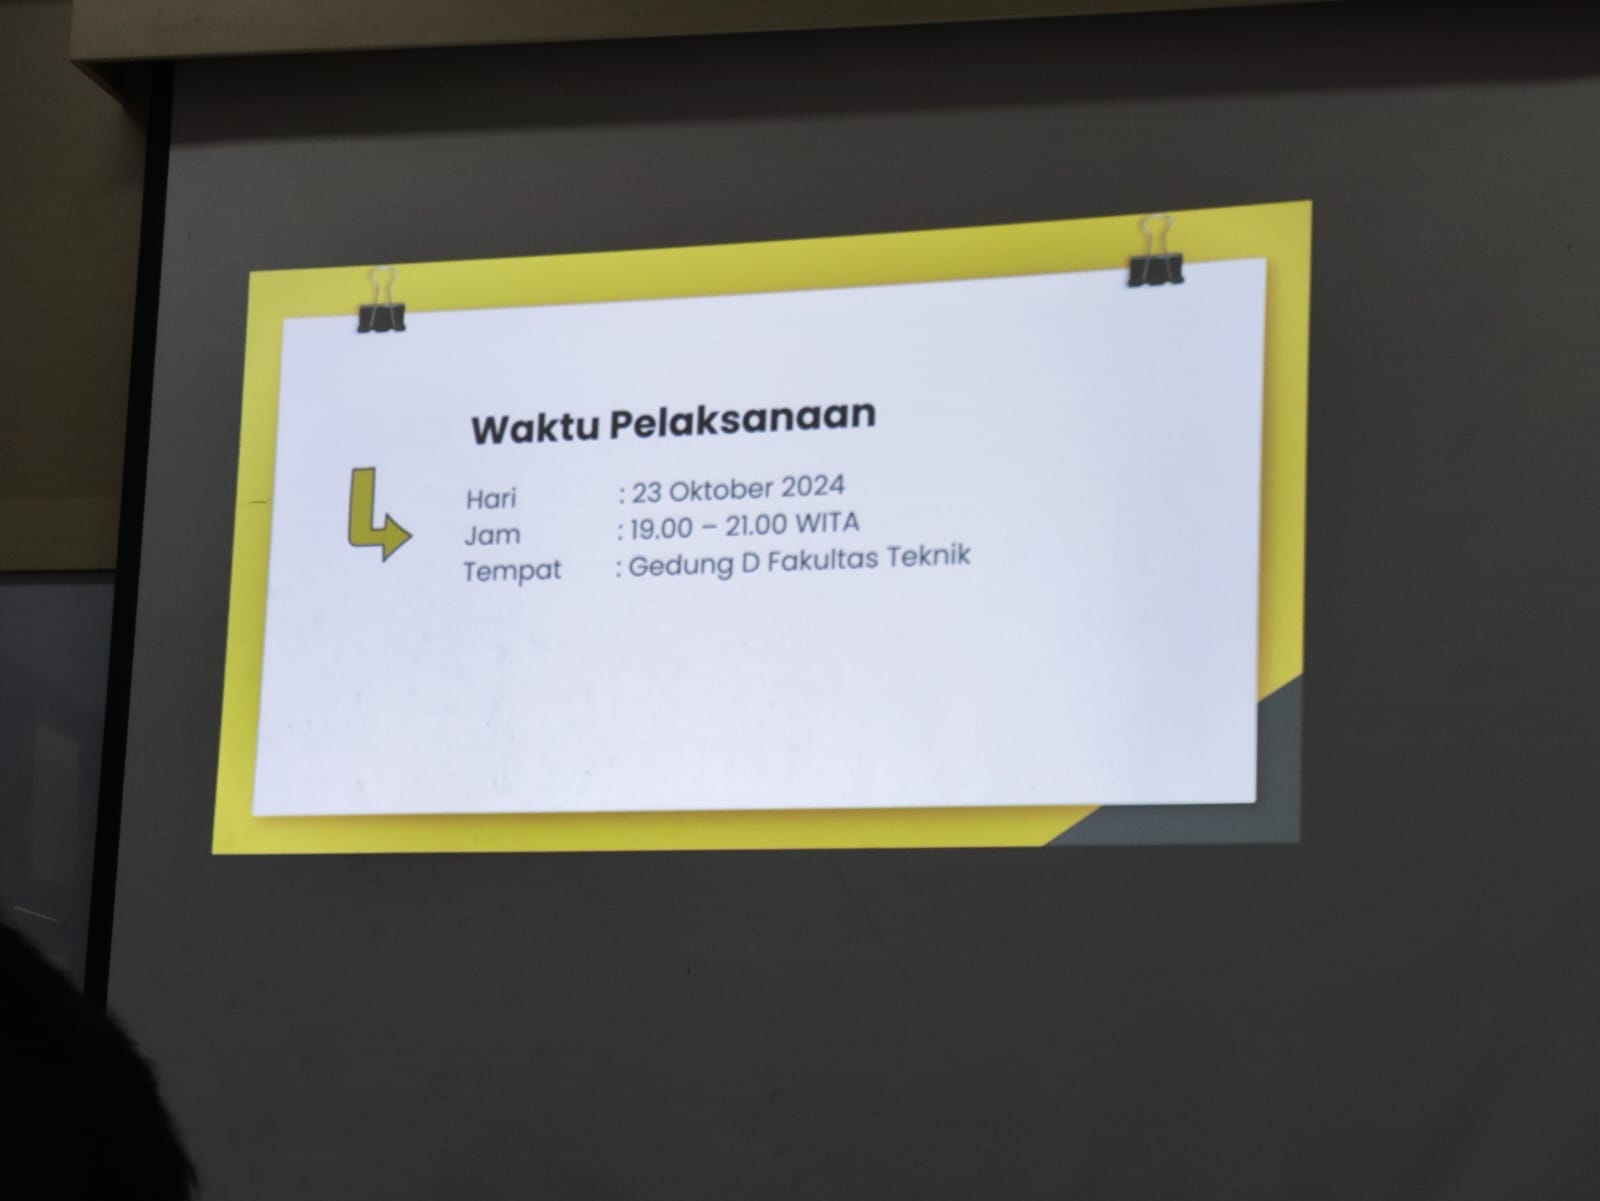 Waktu Pelaksanaan
Hari : 23 Oktober 2024
Jam : 19.00 – 21.00 WITA
Tempat : Gedung D Fakultas Teknik